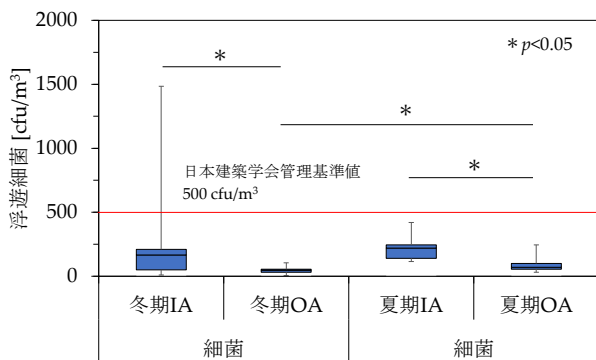 2000
* p<0.05
*
1500
*
1000
*
日本建築学会管理基準値
500 cfu/m³
500
0
浮遊細菌 [cfu/m³]
冬期IA 冬期OA 夏期IA 夏期OA
細菌 細菌